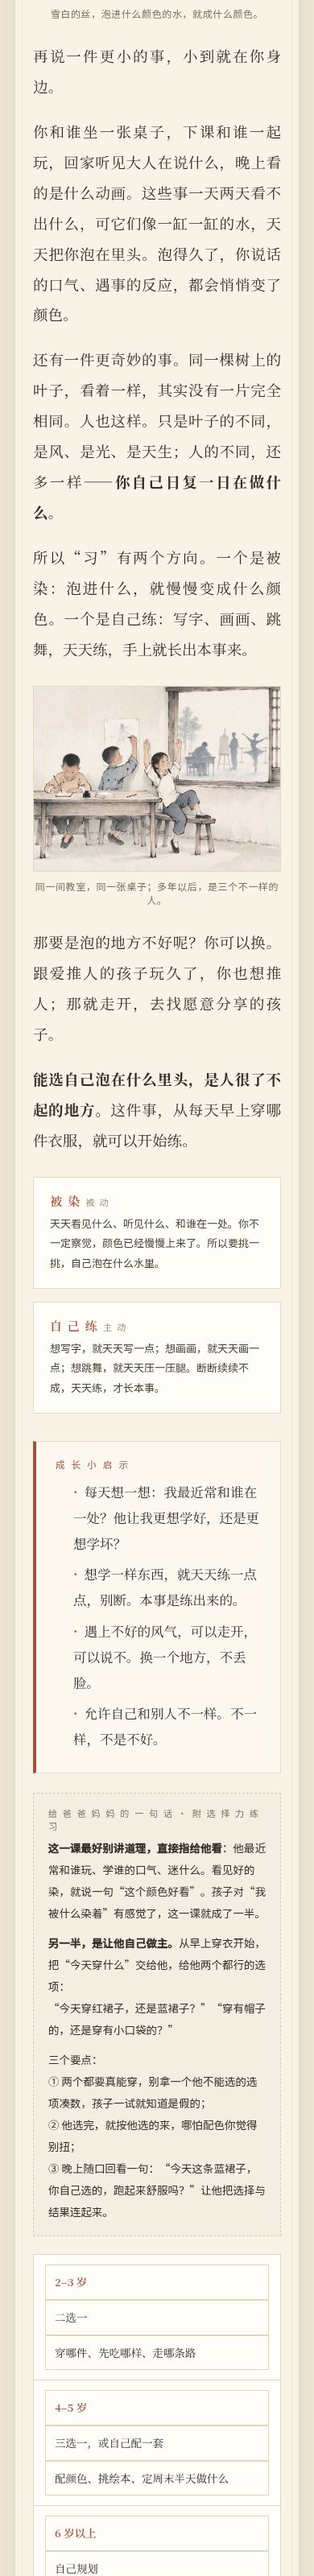 雪白的丝，泡进什么颜色的水，就成什么颜色。
再说一件更小的事，小到就在你身
边。
你和谁坐一张桌子，下课和谁一起
玩，回家听见大人在说什么，晚上看
的是什么动画。这些事一天两天看不
出什么，可它们像一缸一缸的水，天
天把你泡在里头。泡得久了，你说话
的口气、遇事的反应，都会悄悄变了
颜色。
还有一件更奇妙的事。同一棵树上的
叶子，看着一样，其实没有一片完全
相同。人也这样。只是叶子的不同，
是风、是光、是天生；人的不同，还
多一样——你自己日复一日在做什
么。
所以“习”有两个方向。一个是被
染：泡进什么，就慢慢变成什么颜
色。一个是自己练：写字、画画、跳
舞，天天练，手上就长出本事来。
同一间教室，同一张桌子；多年以后，是三个不一样的
人。
那要是泡的地方不好呢？你可以换。
跟爱推人的孩子玩久了，你也想推
人；那就走开，去找愿意分享的孩
子。
能选自己泡在什么里头，是人很了不
起的地方。这件事，从每天早上穿哪
件衣服，就可以开始练。
被染 被动
天天看见什么、听见什么、和谁在一处。你不
一定察觉，颜色已经慢慢上来了。所以要挑一
挑，自己泡在什么水里。
自己练 主动
想写字，就天天写一点；想画画，就天天画一
点；想跳舞，就天天压一压腿。断断续续不
成，天天练，才长本事。
成长小启示
· 每天想一想：我最近常和谁在
一处？他让我更想学好，还是更
想学坏？
· 想学一样东西，就天天练一点
点，别断。本事是练出来的。
· 遇上不好的风气，可以走开，
可以说不。换一个地方，不丢
脸。
· 允许自己和别人不一样。不一
样，不是不好。
给爸爸妈妈的一句话 · 附选择力练
习
这一课最好别讲道理，直接指给他看：他最近
常和谁玩、学谁的口气、迷什么。看见好的
染，就说一句“这个颜色好看”。孩子对“我
被什么染着”有感觉了，这一课就成了一半。
另一半，是让他自己做主。从早上穿衣开始，
把“今天穿什么”交给他，给他两个都行的选
项：
“今天穿红裙子，还是蓝裙子？”“穿有帽子
的，还是穿有小口袋的？”
三个要点：
① 两个都要真能穿，别拿一个他不能选的选
项凑数，孩子一试就知道是假的；
② 他选完，就按他选的来，哪怕配色你觉得
别扭；
③ 晚上随口回看一句：“今天这条蓝裙子，
你自己选的，跑起来舒服吗？”让他把选择与
结果连起来。
2–3 岁
二选一
穿哪件、先吃哪样、走哪条路
4–5 岁
三选一，或自己配一套
配颜色、挑绘本、定周末半天做什么
6 岁以上
自己规划